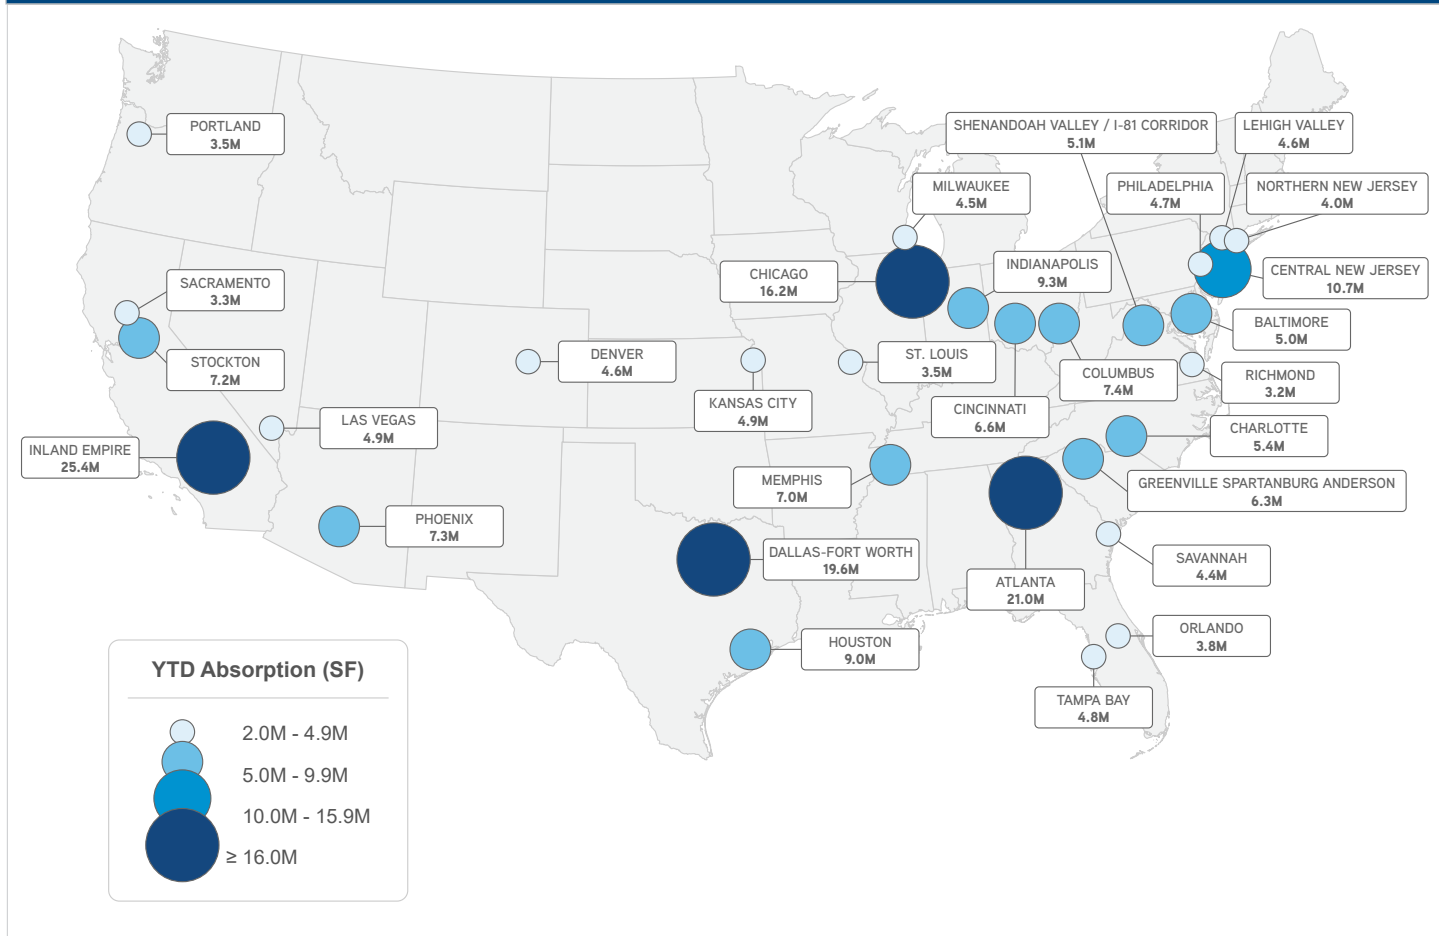 PORTLAND
3.5M
SHENANDOAH VALLEY / I-81 CORRIDOR
5.1M
LEHIGH VALLEY
4.6M
MILWAUKEE
4.5M
PHILADELPHIA
4.7M
NORTHERN NEW JERSEY
4.0M
SACRAMENTO
3.3M
CHICAGO
16.2M
INDIANAPOLIS
9.3M
CENTRAL NEW JERSEY
10.7M
STOCKTON
7.2M
DENVER
4.6M
ST. LOUIS
3.5M
BALTIMORE
5.0M
COLUMBUS
7.4M
RICHMOND
3.2M
KANSAS CITY
4.9M
CINCINNATI
6.6M
LAS VEGAS
4.9M
CHARLOTTE
5.4M
INLAND EMPIRE
25.4M
MEMPHIS
7.0M
GREENVILLE SPARTANBURG ANDERSON
6.3M
PHOENIX
7.3M
DALLAS-FORT WORTH
19.6M
SAVANNAH
4.4M
ATLANTA
21.0M
HOUSTON
9.0M
ORLANDO
3.8M
TAMPA BAY
4.8M
YTD Absorption (SF)
2.0M - 4.9M
5.0M - 9.9M
10.0M - 15.9M
≥ 16.0M